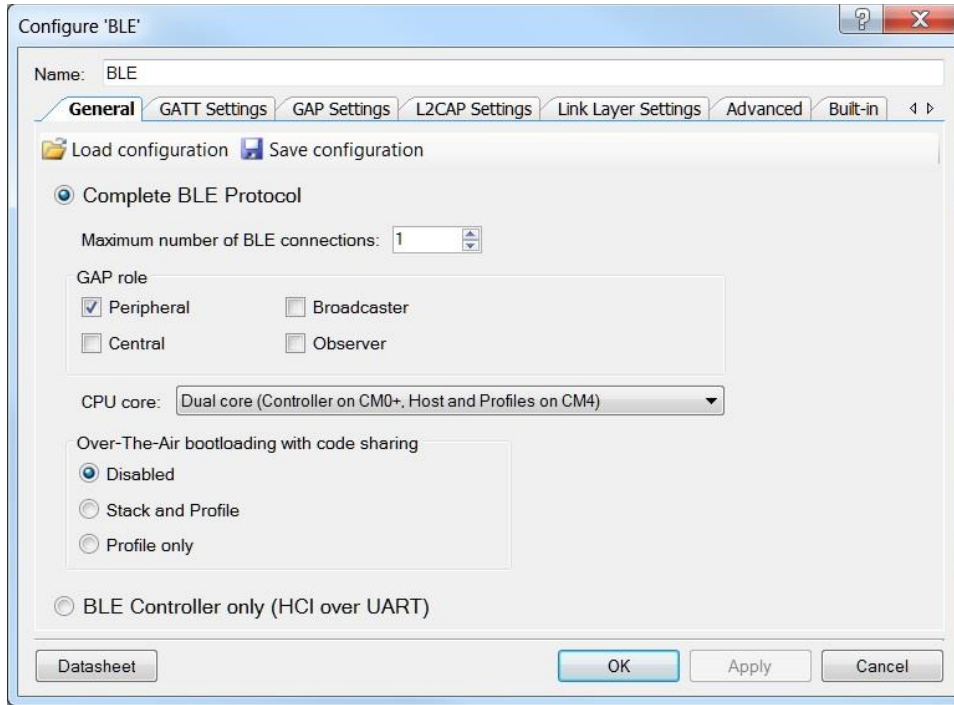 Configure 'BLE'
Name: BLE
General GATT Settings GAP Settings L2CAP Settings Link Layer Settings Advanced Built-in
Load configuration Save configuration
Complete BLE Protocol
Maximum number of BLE connections: 1
GAP role
Peripheral Broadcaster
Central Observer
CPU core: Dual core (Controller on CM0+, Host and Profiles on CM4)
Over-The-Air bootloading with code sharing
Disabled
Stack and Profile
Profile only
BLE Controller only (HCI over UART)
Datasheet OK Apply Cancel